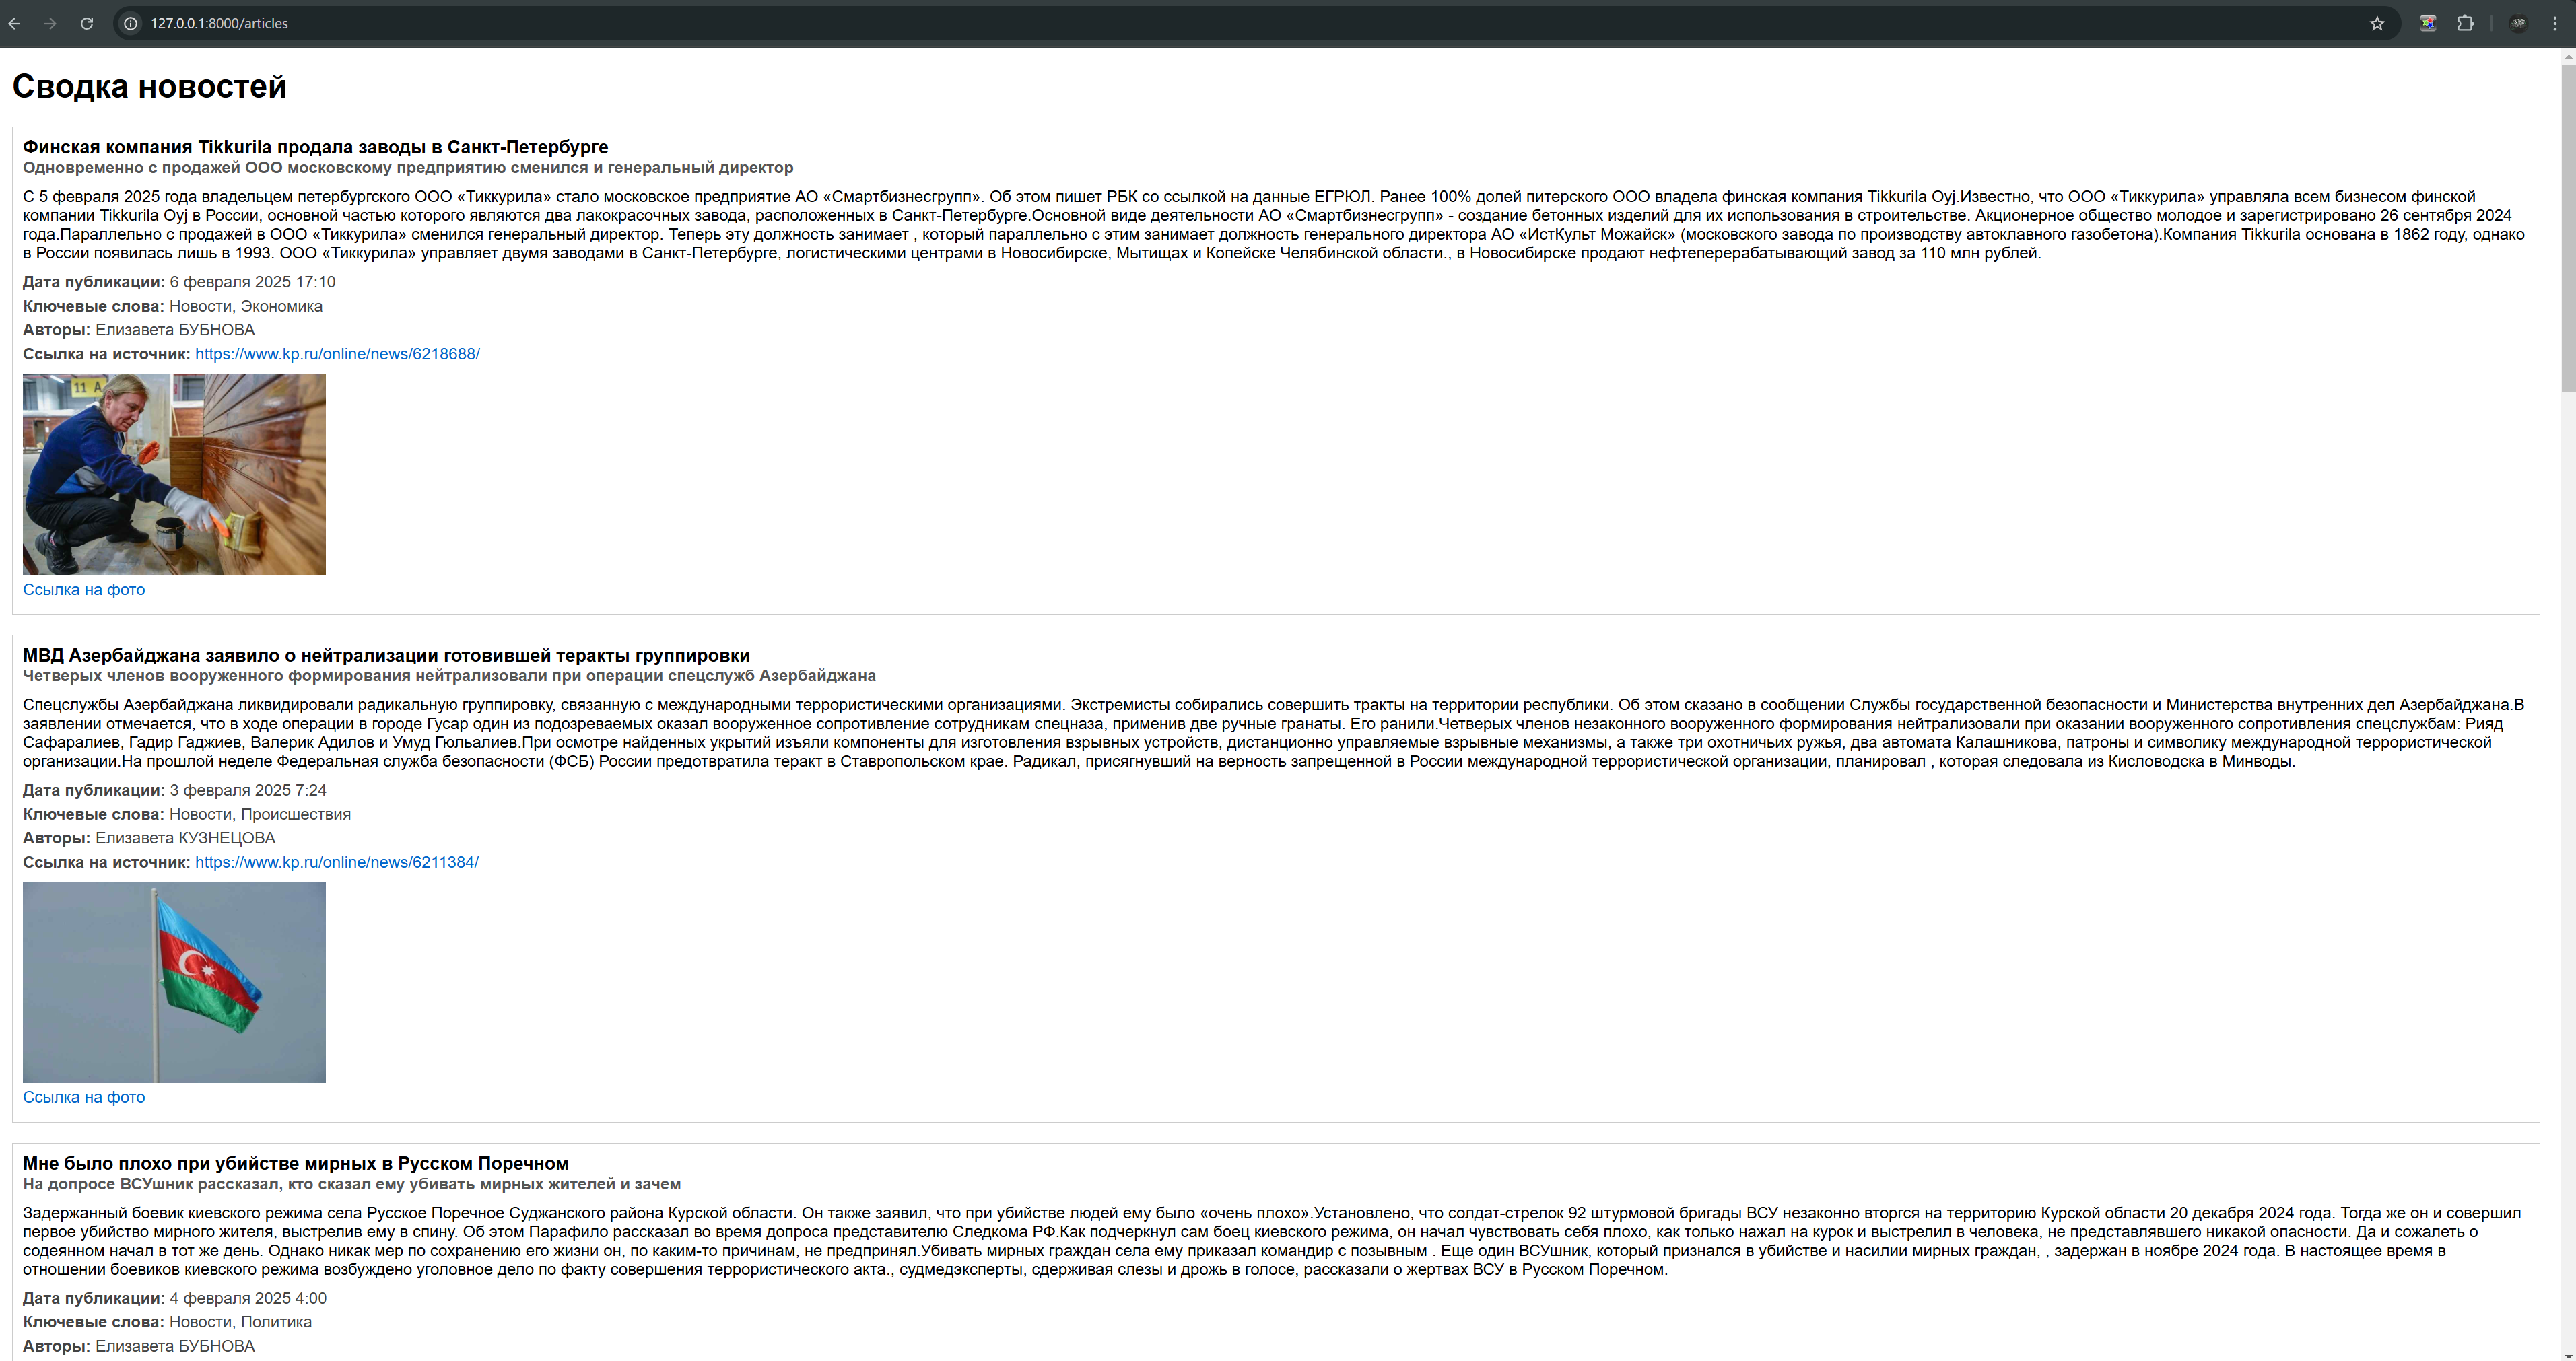 127.0.0.1:8000/articles
Сводка новостей
Финская компания Tikkurila продала заводы в Санкт-Петербурге
Одновременно с продажей ООО московскому предприятию сменился и генеральный директор
С 5 февраля 2025 года владельцем петербургского ООО «Тиккурила» стало московское предприятие АО «Смартбизнесгрупп». Об этом пишет РБК со ссылкой на данные ЕГРЮЛ. Ранее 100% долей питерского ООО владела финская компания Tikkurila Oyj.Известно, что ООО «Тиккурила» управляла всем бизнесом финской
компании Tikkurila Oyj в России, основной частью которого являются два лакокрасочных завода, расположенных в Санкт-Петербурге.Основной виде деятельности АО «Смартбизнесгрупп» - создание бетонных изделий для их использования в строительстве. Акционерное общество молодое и зарегистрировано 26 сентября 2024
года.Параллельно с продажей в ООО «Тиккурила» сменился генеральный директор. Теперь эту должность занимает , который параллельно с этим занимает должность генерального директора АО «ИстКульт Можайск» (московского завода по производству автоклавного газобетона).Компания Tikkurila основана в 1862 году, однако
в России появилась лишь в 1993. ООО «Тиккурила» управляет двумя заводами в Санкт-Петербурге, логистическими центрами в Новосибирске, Мытищах и Копейске Челябинской области., в Новосибирске продают нефтеперерабатывающий завод за 110 млн рублей.
Дата публикации: 6 февраля 2025 17:10
Ключевые слова: Новости, Экономика
Авторы: Елизавета БУБНОВА
Ссылка на источник: https://www.kp.ru/online/news/6218688/
11 A
Ссылка на фото
МВД Азербайджана заявило о нейтрализации готовившей теракты группировки
Четверых членов вооруженного формирования нейтрализовали при операции спецслужб Азербайджана
Спецслужбы Азербайджана ликвидировали радикальную группировку, связанную с международными террористическими организациями. Экстремисты собирались совершить тракты на территории республики. Об этом сказано в сообщении Службы государственной безопасности и Министерства внутренних дел Азербайджана.В
заявлении отмечается, что в ходе операции в городе Гусар один из подозреваемых оказал вооруженное сопротивление сотрудникам спецназа, применив две ручные гранаты. Его ранили.Четверых членов незаконного вооруженного формирования нейтрализовали при оказании вооруженного сопротивления спецслужбам: Рияд
Сафаралиев, Гадир Гаджиев, Валерик Адилов и Умуд Гюльалиев.При осмотре найденных укрытий изъяли компоненты для изготовления взрывных устройств, дистанционно управляемые взрывные механизмы, а также три охотничьих ружья, два автомата Калашникова, патроны и символику международной террористической
организации.На прошлой неделе Федеральная служба безопасности (ФСБ) России предотвратила теракт в Ставропольском крае. Радикал, присягнувший на верность запрещенной в России международной террористической организации, планировал , которая следовала из Кисловодска в Минводы.
Дата публикации: 3 февраля 2025 7:24
Ключевые слова: Новости, Происшествия
Авторы: Елизавета КУЗНЕЦОВА
Ссылка на источник: https://www.kp.ru/online/news/6211384/
Ссылка на фото
Мне было плохо при убийстве мирных в Русском Поречном
На допросе ВСУшник рассказал, кто сказал ему убивать мирных жителей и зачем
Задержанный боевик киевского режима села Русское Поречное Суджанского района Курской области. Он также заявил, что при убийстве людей ему было «очень плохо».Установлено, что солдат-стрелок 92 штурмовой бригады ВСУ незаконно вторгся на территорию Курской области 20 декабря 2024 года. Тогда же он и совершил
первое убийство мирного жителя, выстрелив ему в спину. Об этом Парафило рассказал во время допроса представителю Следкома РФ.Как подчеркнул сам боец киевского режима, он начал чувствовать себя плохо, как только нажал на курок и выстрелил в человека, не представлявшего никакой опасности. Да и сожалеть о
содеянном начал в тот же день. Однако никак мер по сохранению его жизни он, по каким-то причинам, не предпринял.Убивать мирных граждан села ему приказал командир с позывным . Еще один ВСУшник, который признался в убийстве и насилии мирных граждан, , задержан в ноябре 2024 года. В настоящее время в
отношении боевиков киевского режима возбуждено уголовное дело по факту совершения террористического акта., судмедэксперты, сдерживая слезы и дрожь в голосе, рассказали о жертвах ВСУ в Русском Поречном.
Дата публикации: 4 февраля 2025 4:00
Ключевые слова: Новости, Политика
Авторы: Елизавета БУБНОВА